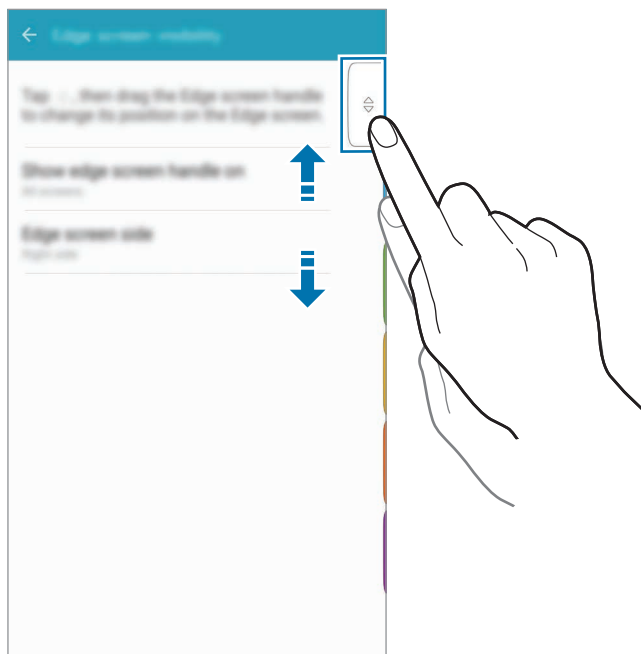 Edge screen visibility
Tap , then drag the Edge screen handle
to change its position on the Edge screen.
Show edge screen handle on
All screens
Edge screen side
Right side